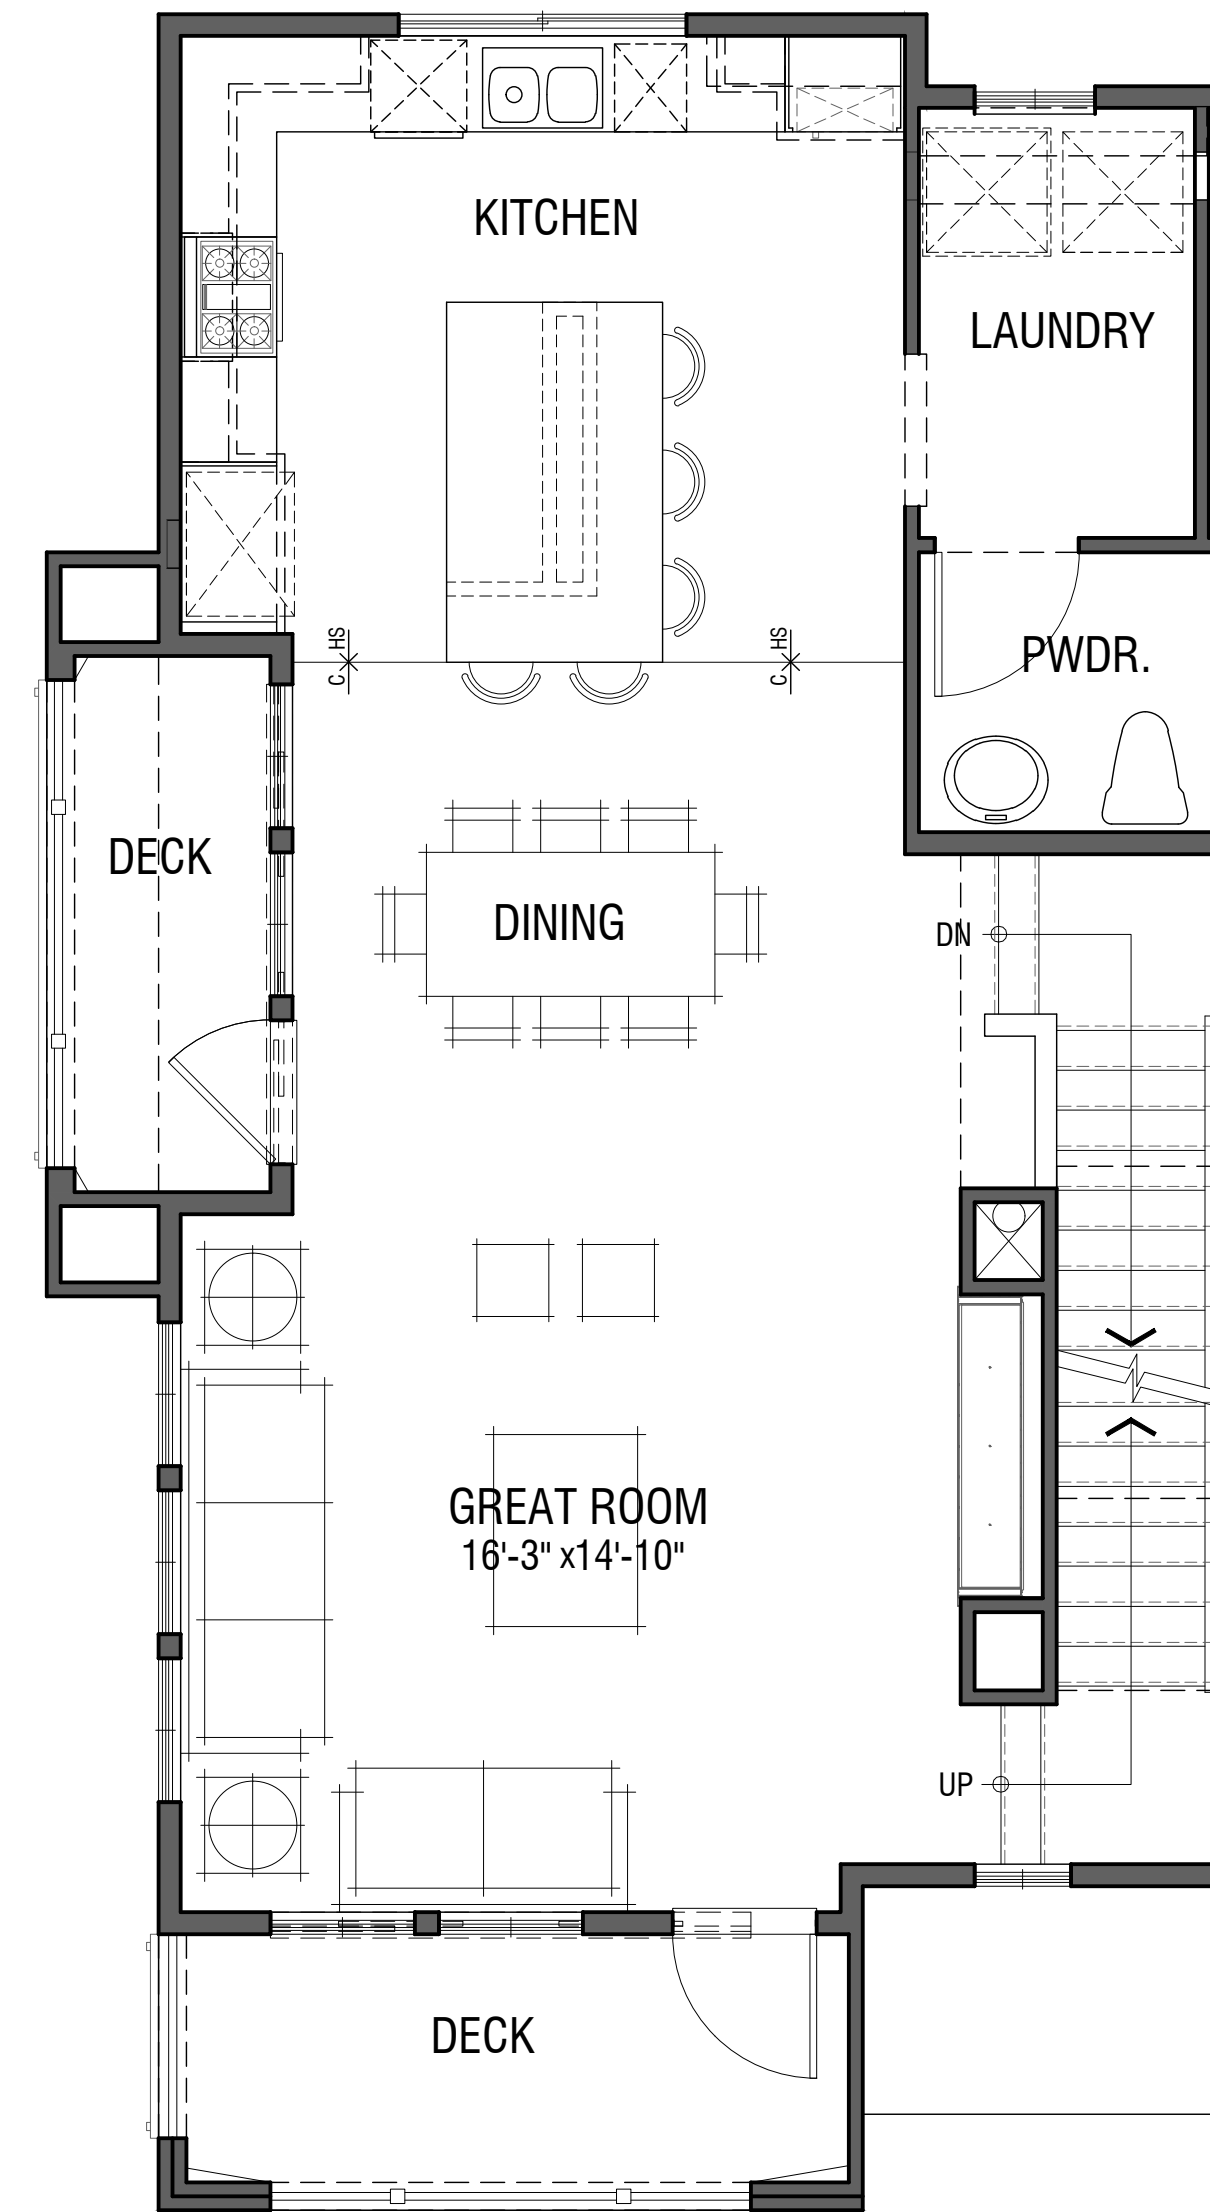 KITCHEN
LAUNDRY
C HS
C HS
PWDR.
DECK
DINING
DN
GREAT ROOM
16'-3" x14'-10"
UP
DECK